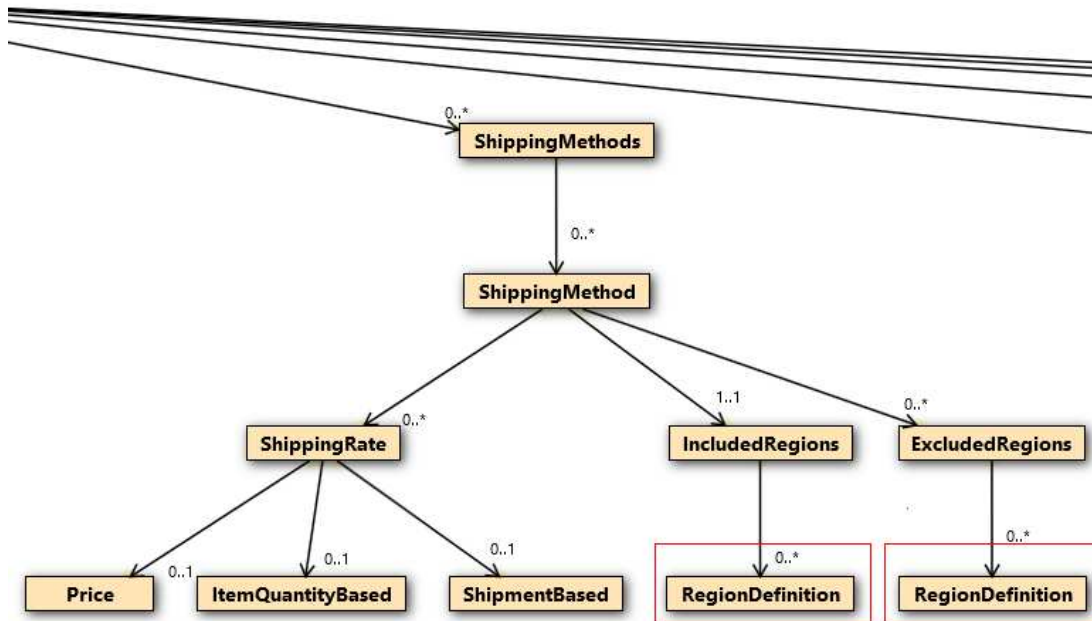 0..*
ShippingMethods
0..*
ShippingMethod
1..1
0..*
0..*
ShippingRate
IncludedRegions
ExcludedRegions
0..*
0..1
0..1
0..*
0..1
Price
ItemQuantityBased
ShipmentBased
RegionDefinition
RegionDefinition